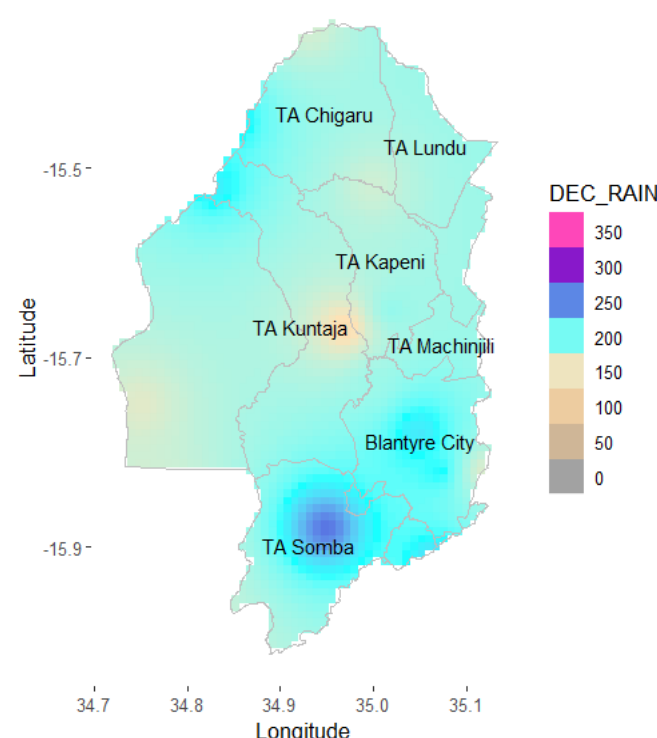 TA Chigaru
TA Lundu
-15.5
DEC_RAIN
350
300
250
200
150
100
50
0
TA Kapeni
Latitude
TA Kuntaja
TA Machinjili
-15.7
Blantyre City
-15.9
TA Somba
34.7 34.8 34.9 35.0 35.1
Longitude